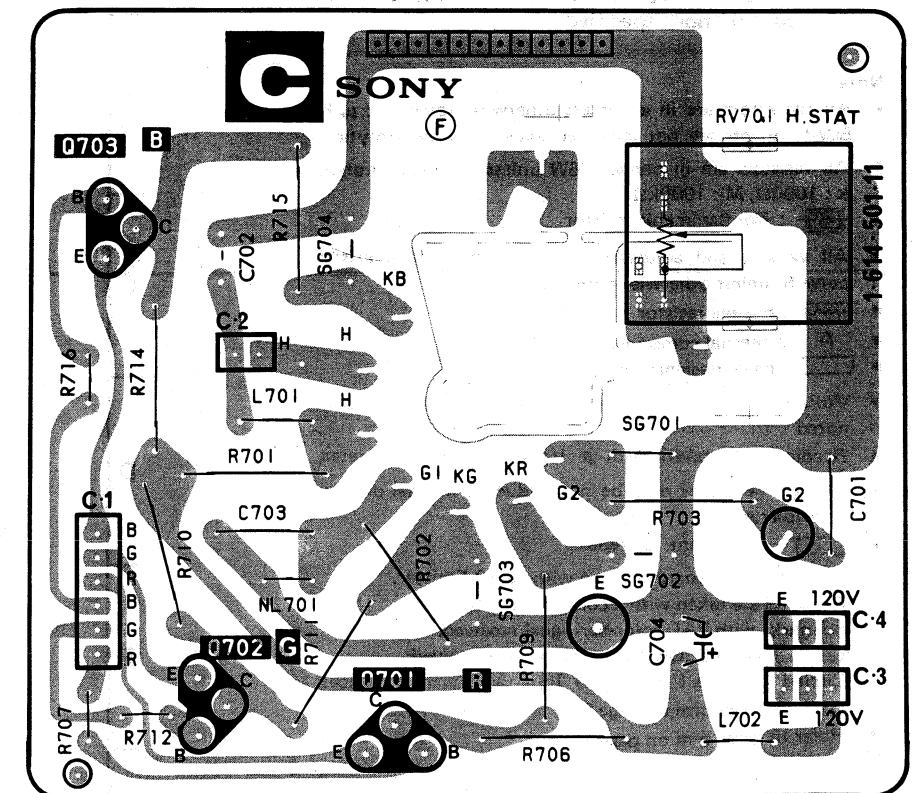 C SONY
F
RV701 H.STAT
Q703 B
B
C
E
R715
C702
SG704
KB
1-614-501-11
C-2
H
H
R716
R714
L701
H
SG701
R701
G1
KG
KR
G2
G2
C701
C-1
B
G
R
B
G
R
C703
R703
R710
R702
NL701
SG703
SG702
E
E 120V
C-4
Q702 G
R711
R709
C704
+
E
C
B
Q701 R
C
E
B
C-3
E 120V
R707
R712
R706
L702